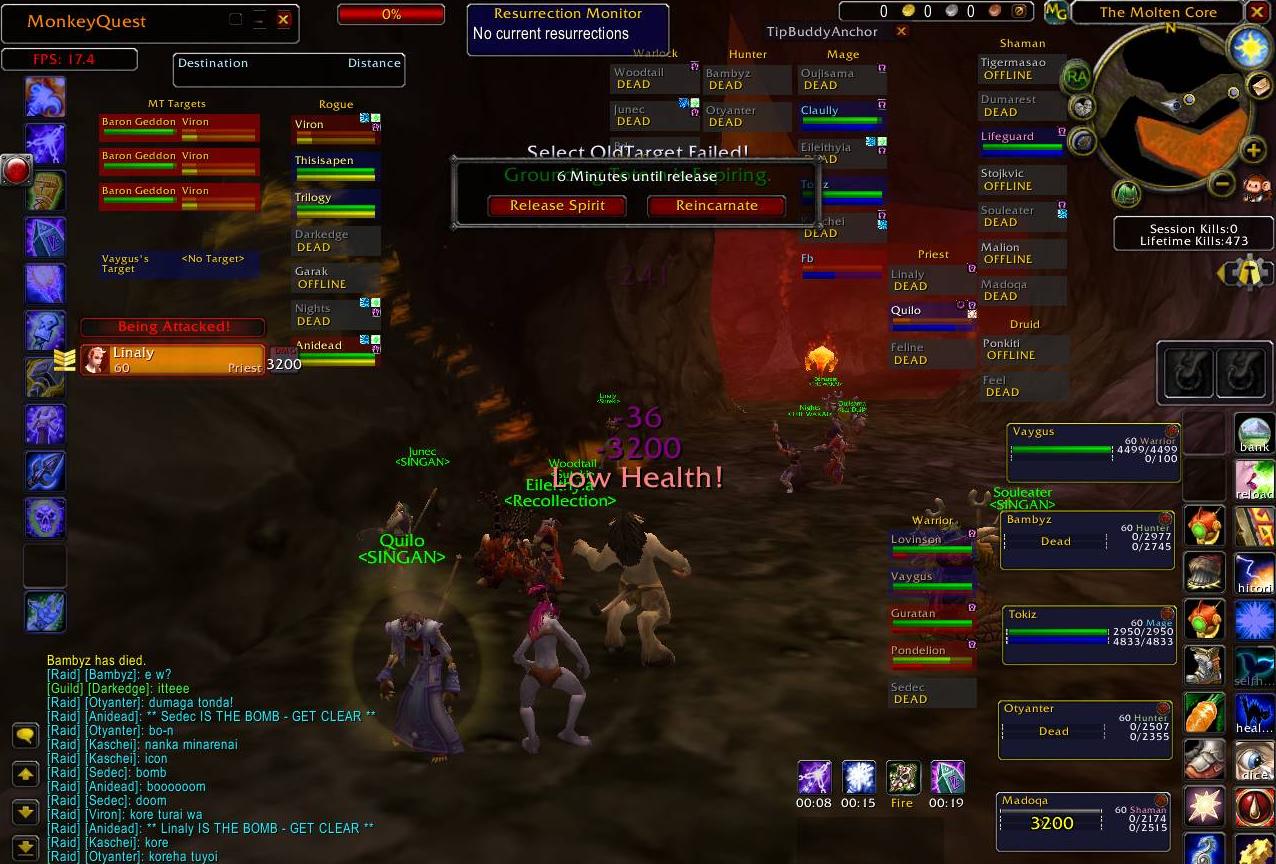 MonkeyQuest
0%
Resurrection Monitor
No current resurrections
0 0 0
The Molten Core
FPS: 17.4
Destination Distance
TipBuddyAnchor
N
MT Targets
Baron Geddon Viron
Baron Geddon Viron
Baron Geddon Viron
Vaygus's Target <No Target>
Rogue
Viron
Thisisapen
Trilogy
Darkedge
DEAD
Garak
OFFLINE
Nights
DEAD
Anidead
Warlock
Woodtail
DEAD
Junec
DEAD
Hunter
Bambyz
DEAD
Otyanter
DEAD
Mage
Oujisama
DEAD
Claully
Eileithyia
DEAD
Tokiz
DEAD
Fb
Priest
Linaly
DEAD
Quilo
Feline
DEAD
Shaman
Tigermasao
OFFLINE
Dumarest
DEAD
Lifeguard
Stojkvic
OFFLINE
Souleater
DEAD
Malion
OFFLINE
Madoqa
DEAD
Druid
Ponkiti
OFFLINE
Feel
DEAD
RA
Session Kills:0
Lifetime Kills:473
Select OldTarget Failed!
6 Minutes until release
Release Spirit
Reincarnate
-241
Being Attacked!
Linaly
60 Priest
3200
-36
-3200
Low Health!
Junec
<SINGAN>
Woodtail
<Recollection>
Quilo
<SINGAN>
Souleater
<SINGAN>
Warrior
Lovinson
Vaygus
Guratan
Pondelion
Sedec
DEAD
Vaygus
60 Warrior
4499/4499
0/100
Bambyz
60 Hunter
Dead
0/2977
0/2745
Tokiz
60 Mage
2950/2950
4833/4833
Otyanter
60 Hunter
Dead
0/2507
0/2355
Madoqa
60 Shaman
3200
0/2174
0/2515
bank
reload
hitori
heal...
dice
00:08 00:15 Fire 00:19
Bambyz has died.
[Raid] [Bambyz]: e w?
[Guild] [Darkedge]: itteee
[Raid] [Otyanter]: dumaga tonda!
[Raid] [Anidead]: ** Sedec IS THE BOMB - GET CLEAR **
[Raid] [Otyanter]: bo-n
[Raid] [Kaschei]: nanka minarenai
[Raid] [Kaschei]: icon
[Raid] [Sedec]: bomb
[Raid] [Anidead]: boooooom
[Raid] [Sedec]: doom
[Raid] [Viron]: kore turai wa
[Raid] [Anidead]: ** Linaly IS THE BOMB - GET CLEAR **
[Raid] [Kaschei]: kore
[Raid] [Otyanter]: koreha tuyoi